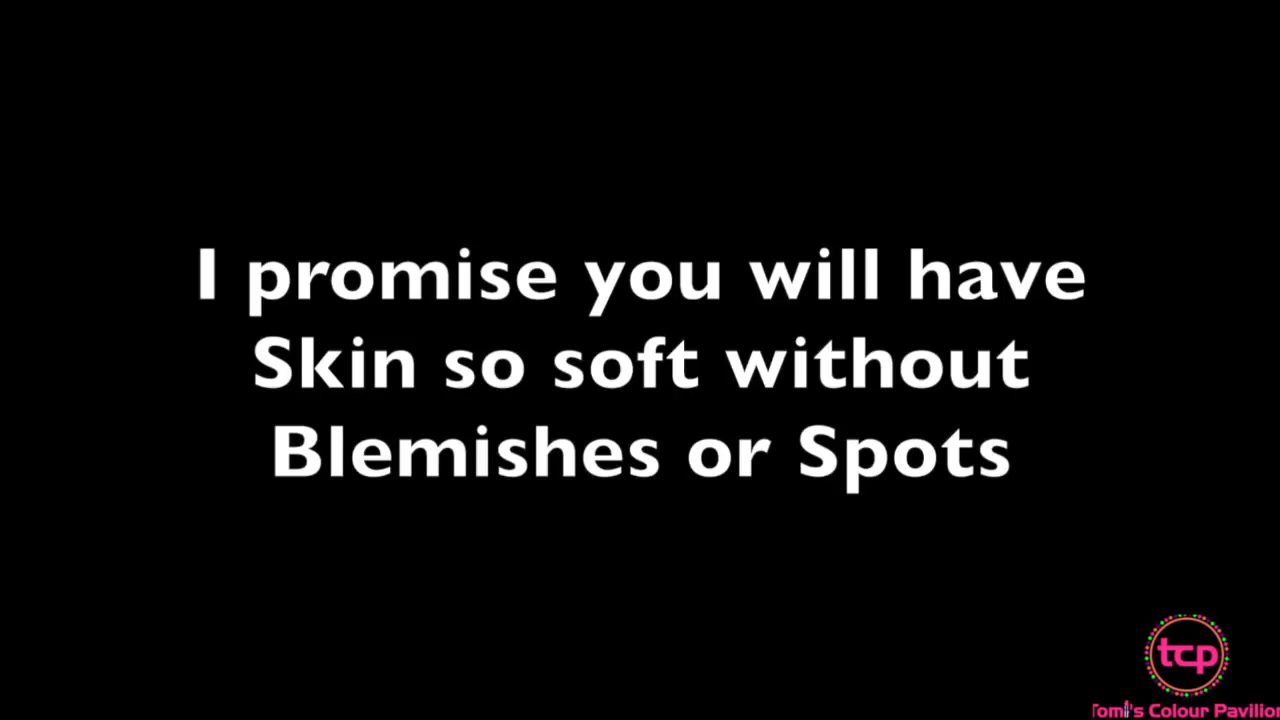 I promise you will have
Skin so soft without
Blemishes or Spots
tcp
Tomi's Colour Pavilion